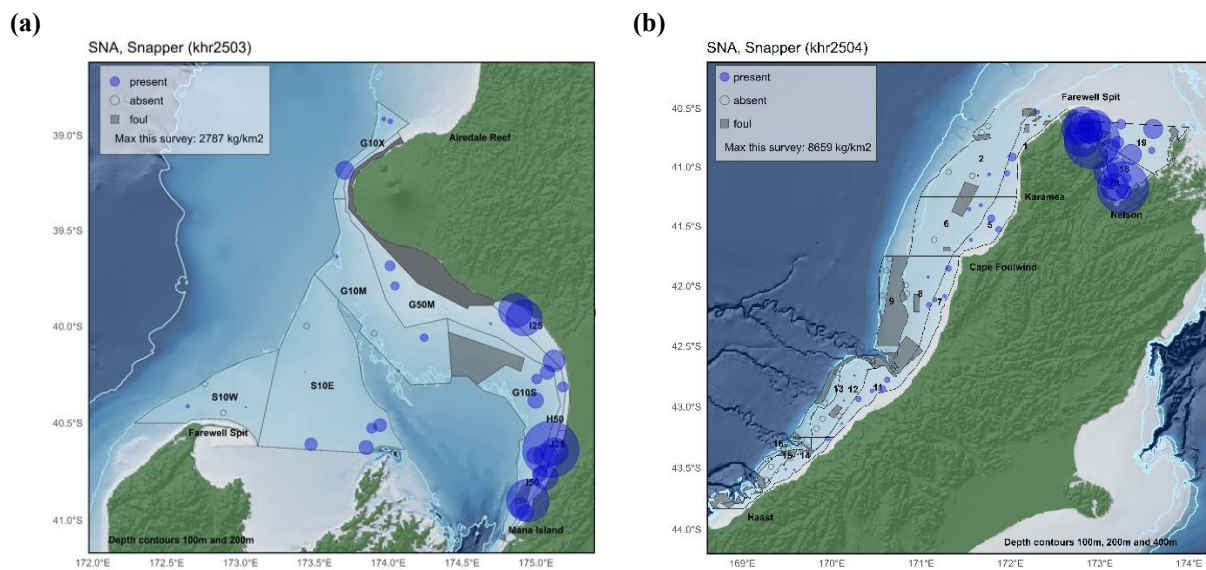 (a)
SNA, Snapper (khr2503)
present
absent
foul
Max this survey: 2787 kg/km2
39.0°S
39.5°S
40.0°S
40.5°S
41.0°S
Airedale Reef
G10X
G10M
G50M
I25
S10E
S10W
G10S
Farewell Spit
H50
J25
I50
Mana Island
Depth contours 100m and 200m
172.0°E
172.5°E
173.0°E
173.5°E
174.0°E
174.5°E
175.0°E
(b)
SNA, Snapper (khr2504)
present
absent
foul
Max this survey: 8659 kg/km2
40.5°S
41.0°S
41.5°S
42.0°S
42.5°S
43.0°S
43.5°S
44.0°S
Farewell Spit
1
19
2
18
20
Nelson
Karamea
6
5
Cape Foulwind
9
8
7
13
12
11
16
15
14
Haast
Depth contours 100m, 200m and 400m
169°E
170°E
171°E
172°E
173°E
174°E